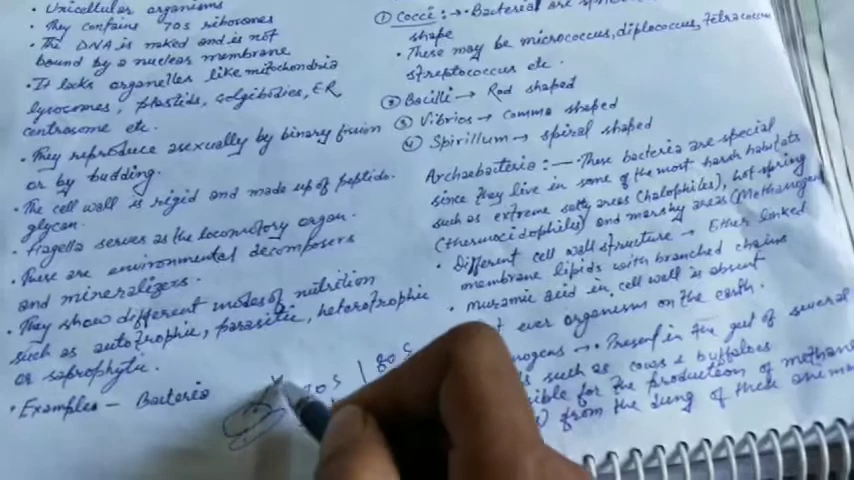 • Unicellular organisms
• They contains 70s ribosomes
• The DNA is naked and is not
bound by a nuclear membrane
• It lacks organelles like mitochondria
lysosomes, plastids, golgibodies, ER,
centrosome etc.
• They reproduce asexually by binary fission
or by budding.
• The cell wall is rigid and made up of peptido-
glycan.
• Flagella serves as the locomotory organ.
• These are environmental decomposers
and mineralizers.
• They show different modes of nutrition
such as autotrophic, parasitic, heterotrophic
or saprophytic.
• Examples - Bacteria
70s | 80s
① Cocci :→ • Bacteria are
shape
• These may be micrococcus, diplococcus, tetracoccus
streptococcus etc.
② Bacilli → Rod shaped
③ Vibrios → comma shaped
④ Spirillum → spiral shaped
Archaebacteria :— These bacteria are special
since they live in some of the most harsh habitats
such as extreme salty areas (halophiles), hot spring
and marshy areas
• Different cell wall structure → Ether linked
membrane lipids with branched chains
• muramic acid in cell wall is absent
ever organism on the earth.
→ • Present in the gut of several
such as cows & buffaloes
for the production of methane
from the dung of these